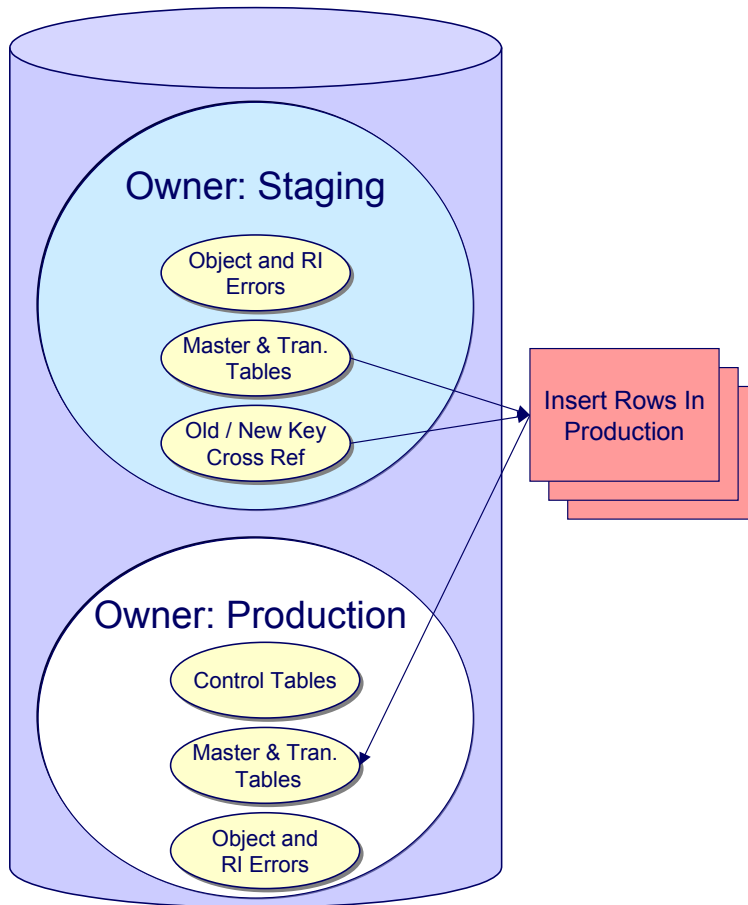 Owner: Staging
Object and RI
Errors
Master & Tran.
Tables
Old / New Key
Cross Ref
Insert Rows In
Production
Owner: Production
Control Tables
Master & Tran.
Tables
Object and
RI Errors